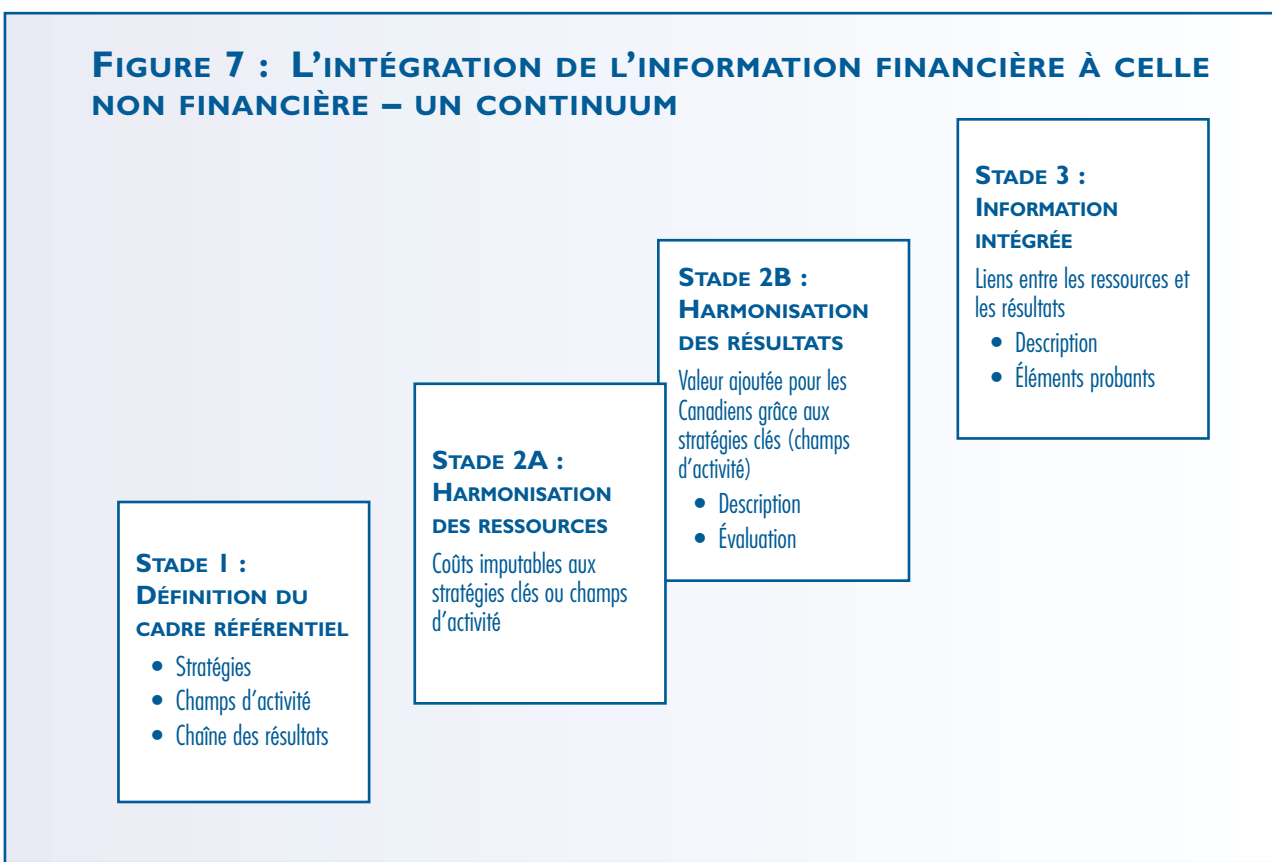 FIGURE 7 : L'INTÉGRATION DE L'INFORMATION FINANCIÈRE À CELLE
NON FINANCIÈRE – UN CONTINUUM
STADE 1 :
DÉFINITION DU
CADRE RÉFÉRENTIEL
• Stratégies
• Champs d'activité
• Chaîne des résultats
STADE 2A :
HARMONISATION
DES RESSOURCES
Coûts imputables aux
stratégies clés ou champs
d'activité
STADE 2B :
HARMONISATION
DES RÉSULTATS
Valeur ajoutée pour les
Canadiens grâce aux
stratégies clés (champs
d'activité)
• Description
• Évaluation
STADE 3 :
INFORMATION
INTÉGRÉE
Liens entre les ressources et
les résultats
• Description
• Éléments probants